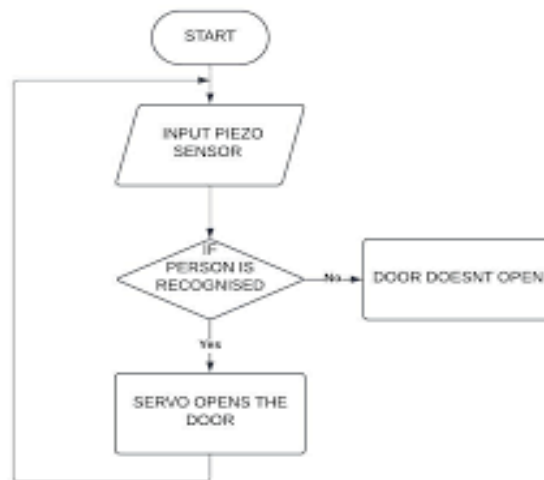 START
INPUT PIEZO
SENSOR
IF
PERSON IS
RECOGNISED
No
DOOR DOESNT OPEN
Yes
SERVO OPENS THE
DOOR